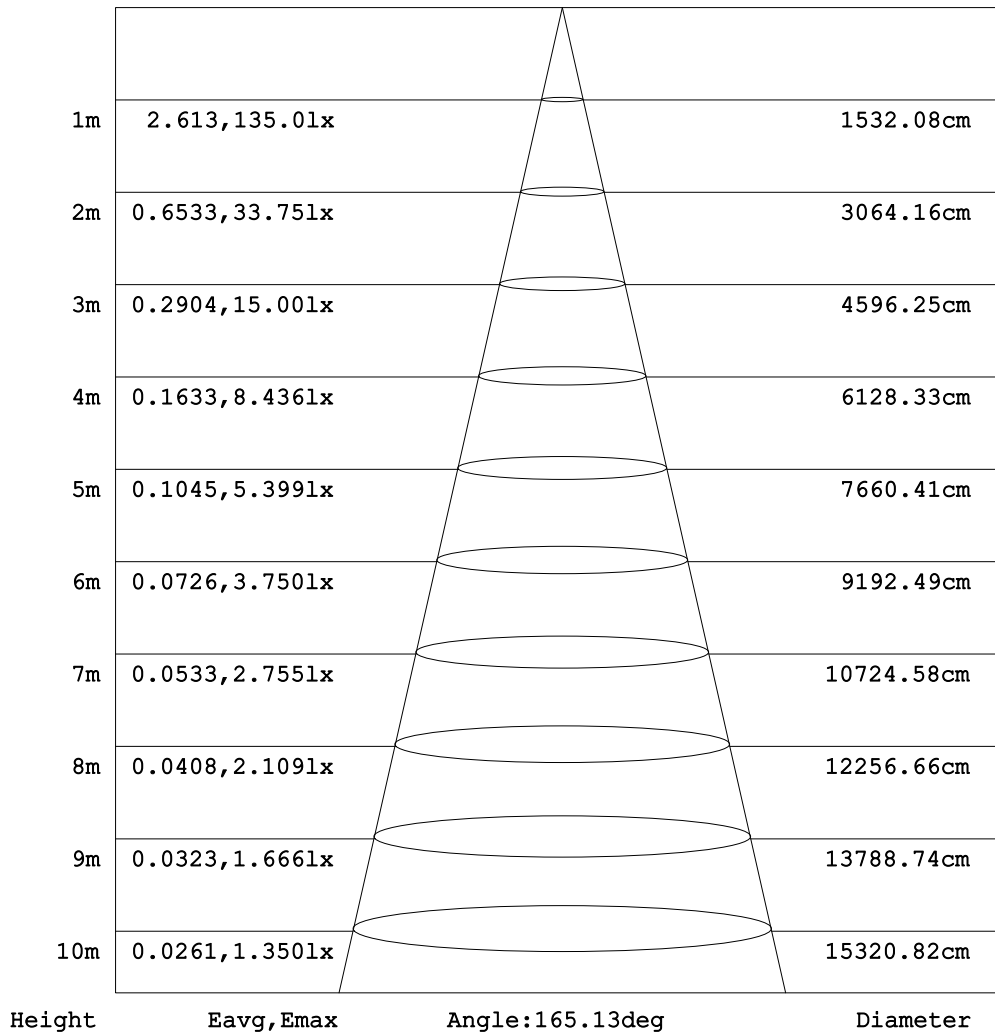 1m 2.613,135.0lx 1532.08cm
2m 0.6533,33.75lx 3064.16cm
3m 0.2904,15.00lx 4596.25cm
4m 0.1633,8.436lx 6128.33cm
5m 0.1045,5.399lx 7660.41cm
6m 0.0726,3.750lx 9192.49cm
7m 0.0533,2.755lx 10724.58cm
8m 0.0408,2.109lx 12256.66cm
9m 0.0323,1.666lx 13788.74cm
10m 0.0261,1.350lx 15320.82cm
Height Eavg,Emax Angle:165.13deg Diameter